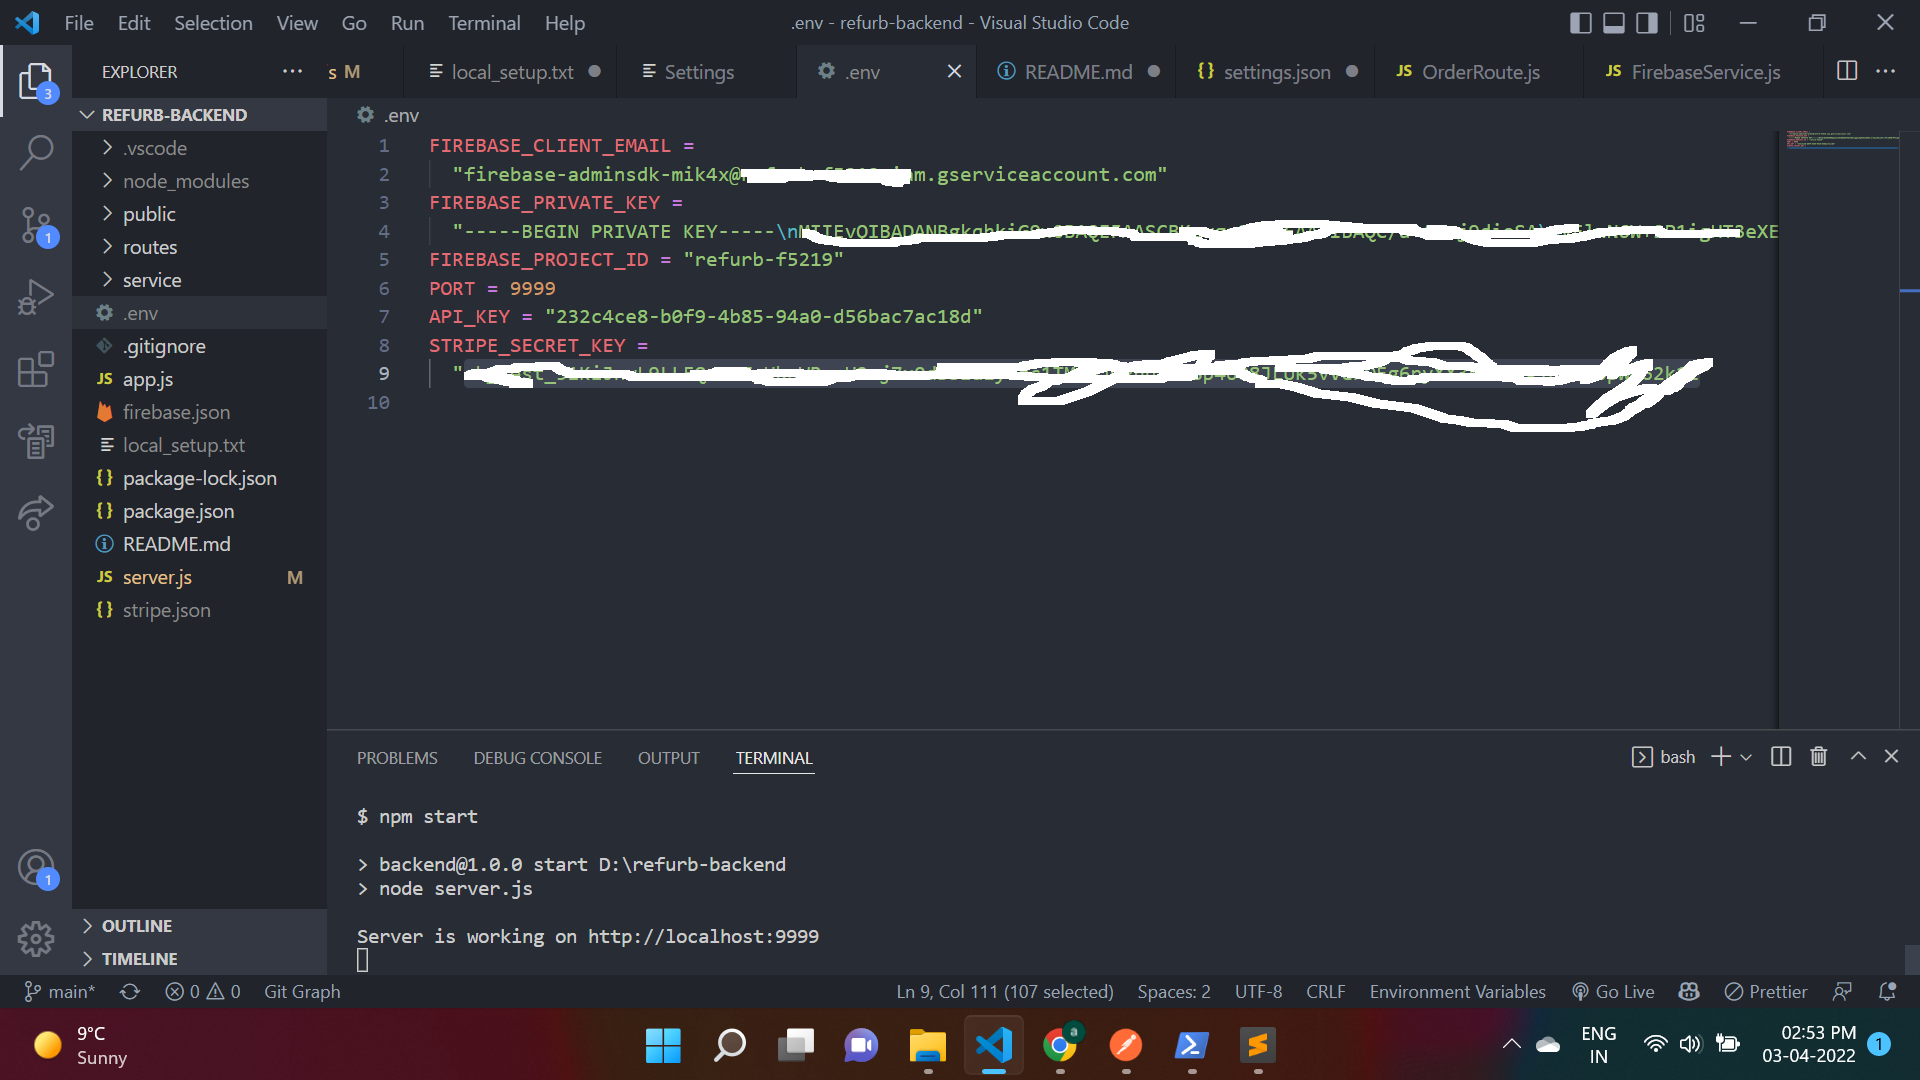 File Edit Selection View Go Run Terminal Help
.env - refurb-backend - Visual Studio Code
EXPLORER
s M
local_setup.txt
Settings
.env
README.md
settings.json
JS OrderRoute.js
JS FirebaseService.js
3
REFURB-BACKEND
.vscode
node_modules
public
routes
service
.env
.gitignore
JS app.js
firebase.json
local_setup.txt
{} package-lock.json
{} package.json
README.md
JS server.js M
{} stripe.json
1
1
OUTLINE
TIMELINE
.env
1 FIREBASE_CLIENT_EMAIL =
2 "firebase-adminsdk-mik4x@ .gserviceaccount.com"
3 FIREBASE_PRIVATE_KEY =
4 "-----BEGIN PRIVATE KEY-----\n
5 FIREBASE_PROJECT_ID = "refurb-f5219"
6 PORT = 9999
7 API_KEY = "232c4ce8-b0f9-4b85-94a0-d56bac7ac18d"
8 STRIPE_SECRET_KEY =
9 "
10
PROBLEMS DEBUG CONSOLE OUTPUT TERMINAL
bash
$ npm start
> backend@1.0.0 start D:\refurb-backend
> node server.js
Server is working on http://localhost:9999
main* 0 0 Git Graph
Ln 9, Col 111 (107 selected) Spaces: 2 UTF-8 CRLF Environment Variables Go Live Prettier
9°C
Sunny
a
ENG
IN
02:53 PM
03-04-2022
1